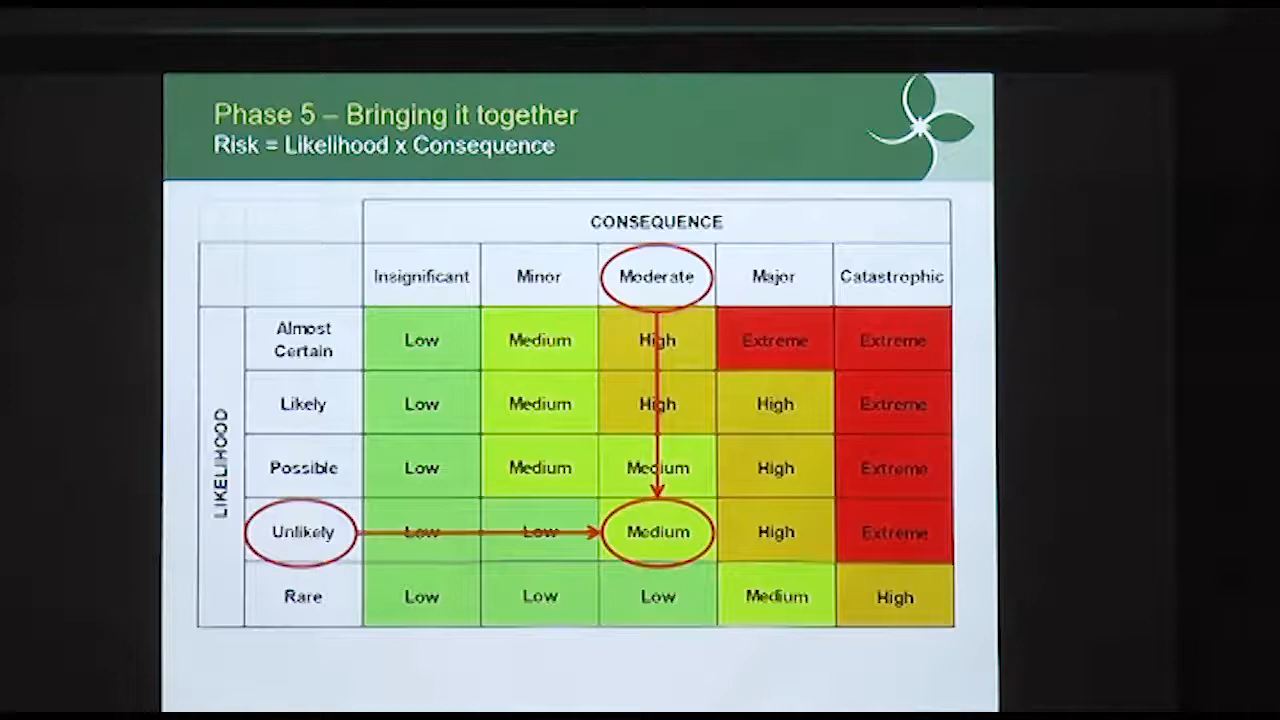 Phase 5 – Bringing it together
Risk = Likelihood x Consequence
CONSEQUENCE
Insignificant Minor Moderate Major Catastrophic
LIKELIHOOD
Almost Certain Low Medium High Extreme Extreme
Likely Low Medium High High Extreme
Possible Low Medium Medium High Extreme
Unlikely Low Low Medium High Extreme
Rare Low Low Low Medium High